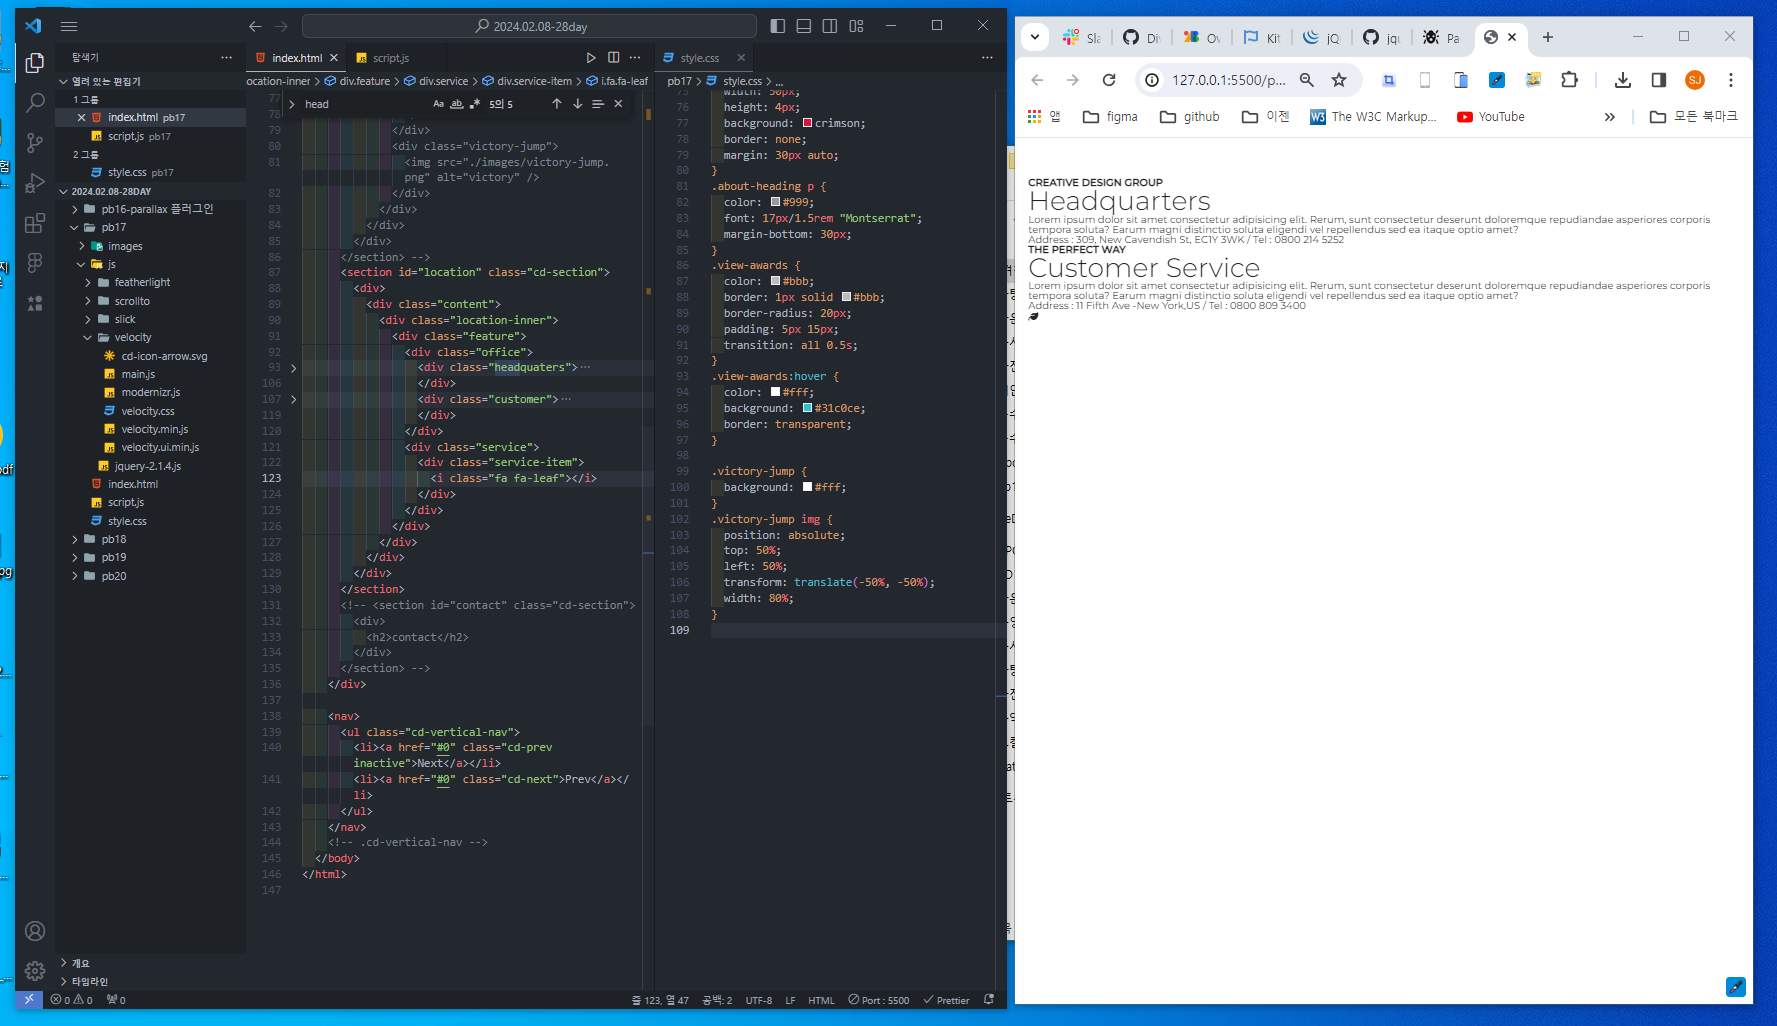 2024.02.08-28day
탐색기
열려 있는 편집기
1 그룹
index.html pb17
script.js pb17
2 그룹
style.css pb17
2024.02.08-28DAY
pb16-parallax 플러그인
pb17
images
js
featherlight
scrollto
slick
velocity
cd-icon-arrow.svg
main.js
modernizr.js
velocity.css
velocity.min.js
velocity.ui.min.js
jquery-2.1.4.js
index.html
script.js
style.css
pb18
pb19
pb20
개요
타임라인
index.html
script.js
ocation-inner > div.feature > div.service > div.service-item > i.fa.fa-leaf
head
Aa ab .* 5의 5
77
78
79 </div>
80 <div class="victory-jump">
81 <img src="./images/victory-jump.
png" alt="victory" />
82 </div>
83 </div>
84 </div>
85 </div>
86 </section> -->
87 <section id="location" class="cd-section">
88 <div>
89 <div class="content">
90 <div class="location-inner">
91 <div class="feature">
92 <div class="office">
93 <div class="headquaters">…
106 </div>
107 <div class="customer">…
119 </div>
120 </div>
121 <div class="service">
122 <div class="service-item">
123 <i class="fa fa-leaf"></i>
124 </div>
125 </div>
126 </div>
127 </div>
128 </div>
129 </div>
130 </section>
131 <!-- <section id="contact" class="cd-section">
132 <div>
133 <h2>contact</h2>
134 </div>
135 </section> -->
136 </div>
137
138 <nav>
139 <ul class="cd-vertical-nav">
140 <li><a href="#0" class="cd-prev
inactive">Next</a></li>
141 <li><a href="#0" class="cd-next">Prev</a></
li>
142 </ul>
143 </nav>
144 <!-- .cd-vertical-nav -->
145 </body>
146 </html>
147
style.css
pb17 > style.css > ...
75 width: 50px;
76 height: 4px;
77 background: crimson;
78 border: none;
79 margin: 30px auto;
80 }
81 .about-heading p {
82 color: #999;
83 font: 17px/1.5rem "Montserrat";
84 margin-bottom: 30px;
85 }
86 .view-awards {
87 color: #bbb;
88 border: 1px solid #bbb;
89 border-radius: 20px;
90 padding: 5px 15px;
91 transition: all 0.5s;
92 }
93 .view-awards:hover {
94 color: #fff;
95 background: #31c0ce;
96 border: transparent;
97 }
98
99 .victory-jump {
100 background: #fff;
101 }
102 .victory-jump img {
103 position: absolute;
104 top: 50%;
105 left: 50%;
106 transform: translate(-50%, -50%);
107 width: 80%;
108 }
109
0 0 0
줄 123, 열 47 공백: 2 UTF-8 LF HTML Port : 5500 Prettier
Sla Di Ov Kit jQ jqu Pa
127.0.0.1:5500/p...
SJ
앱 figma github 이젠 W3 The W3C Markup... YouTube » 모든 북마크
CREATIVE DESIGN GROUP
Headquarters
Lorem ipsum dolor sit amet consectetur adipisicing elit. Rerum, sunt consectetur deserunt doloremque repudiandae asperiores corporis
tempora soluta? Earum magni distinctio soluta eligendi vel repellendus sed ea itaque optio amet?
Address : 309, New Cavendish St, EC1Y 3WK / Tel : 0800 214 5252
THE PERFECT WAY
Customer Service
Lorem ipsum dolor sit amet consectetur adipisicing elit. Rerum, sunt consectetur deserunt doloremque repudiandae asperiores corporis
tempora soluta? Earum magni distinctio soluta eligendi vel repellendus sed ea itaque optio amet?
Address : 11 Fifth Ave -New York,US / Tel : 0800 809 3400